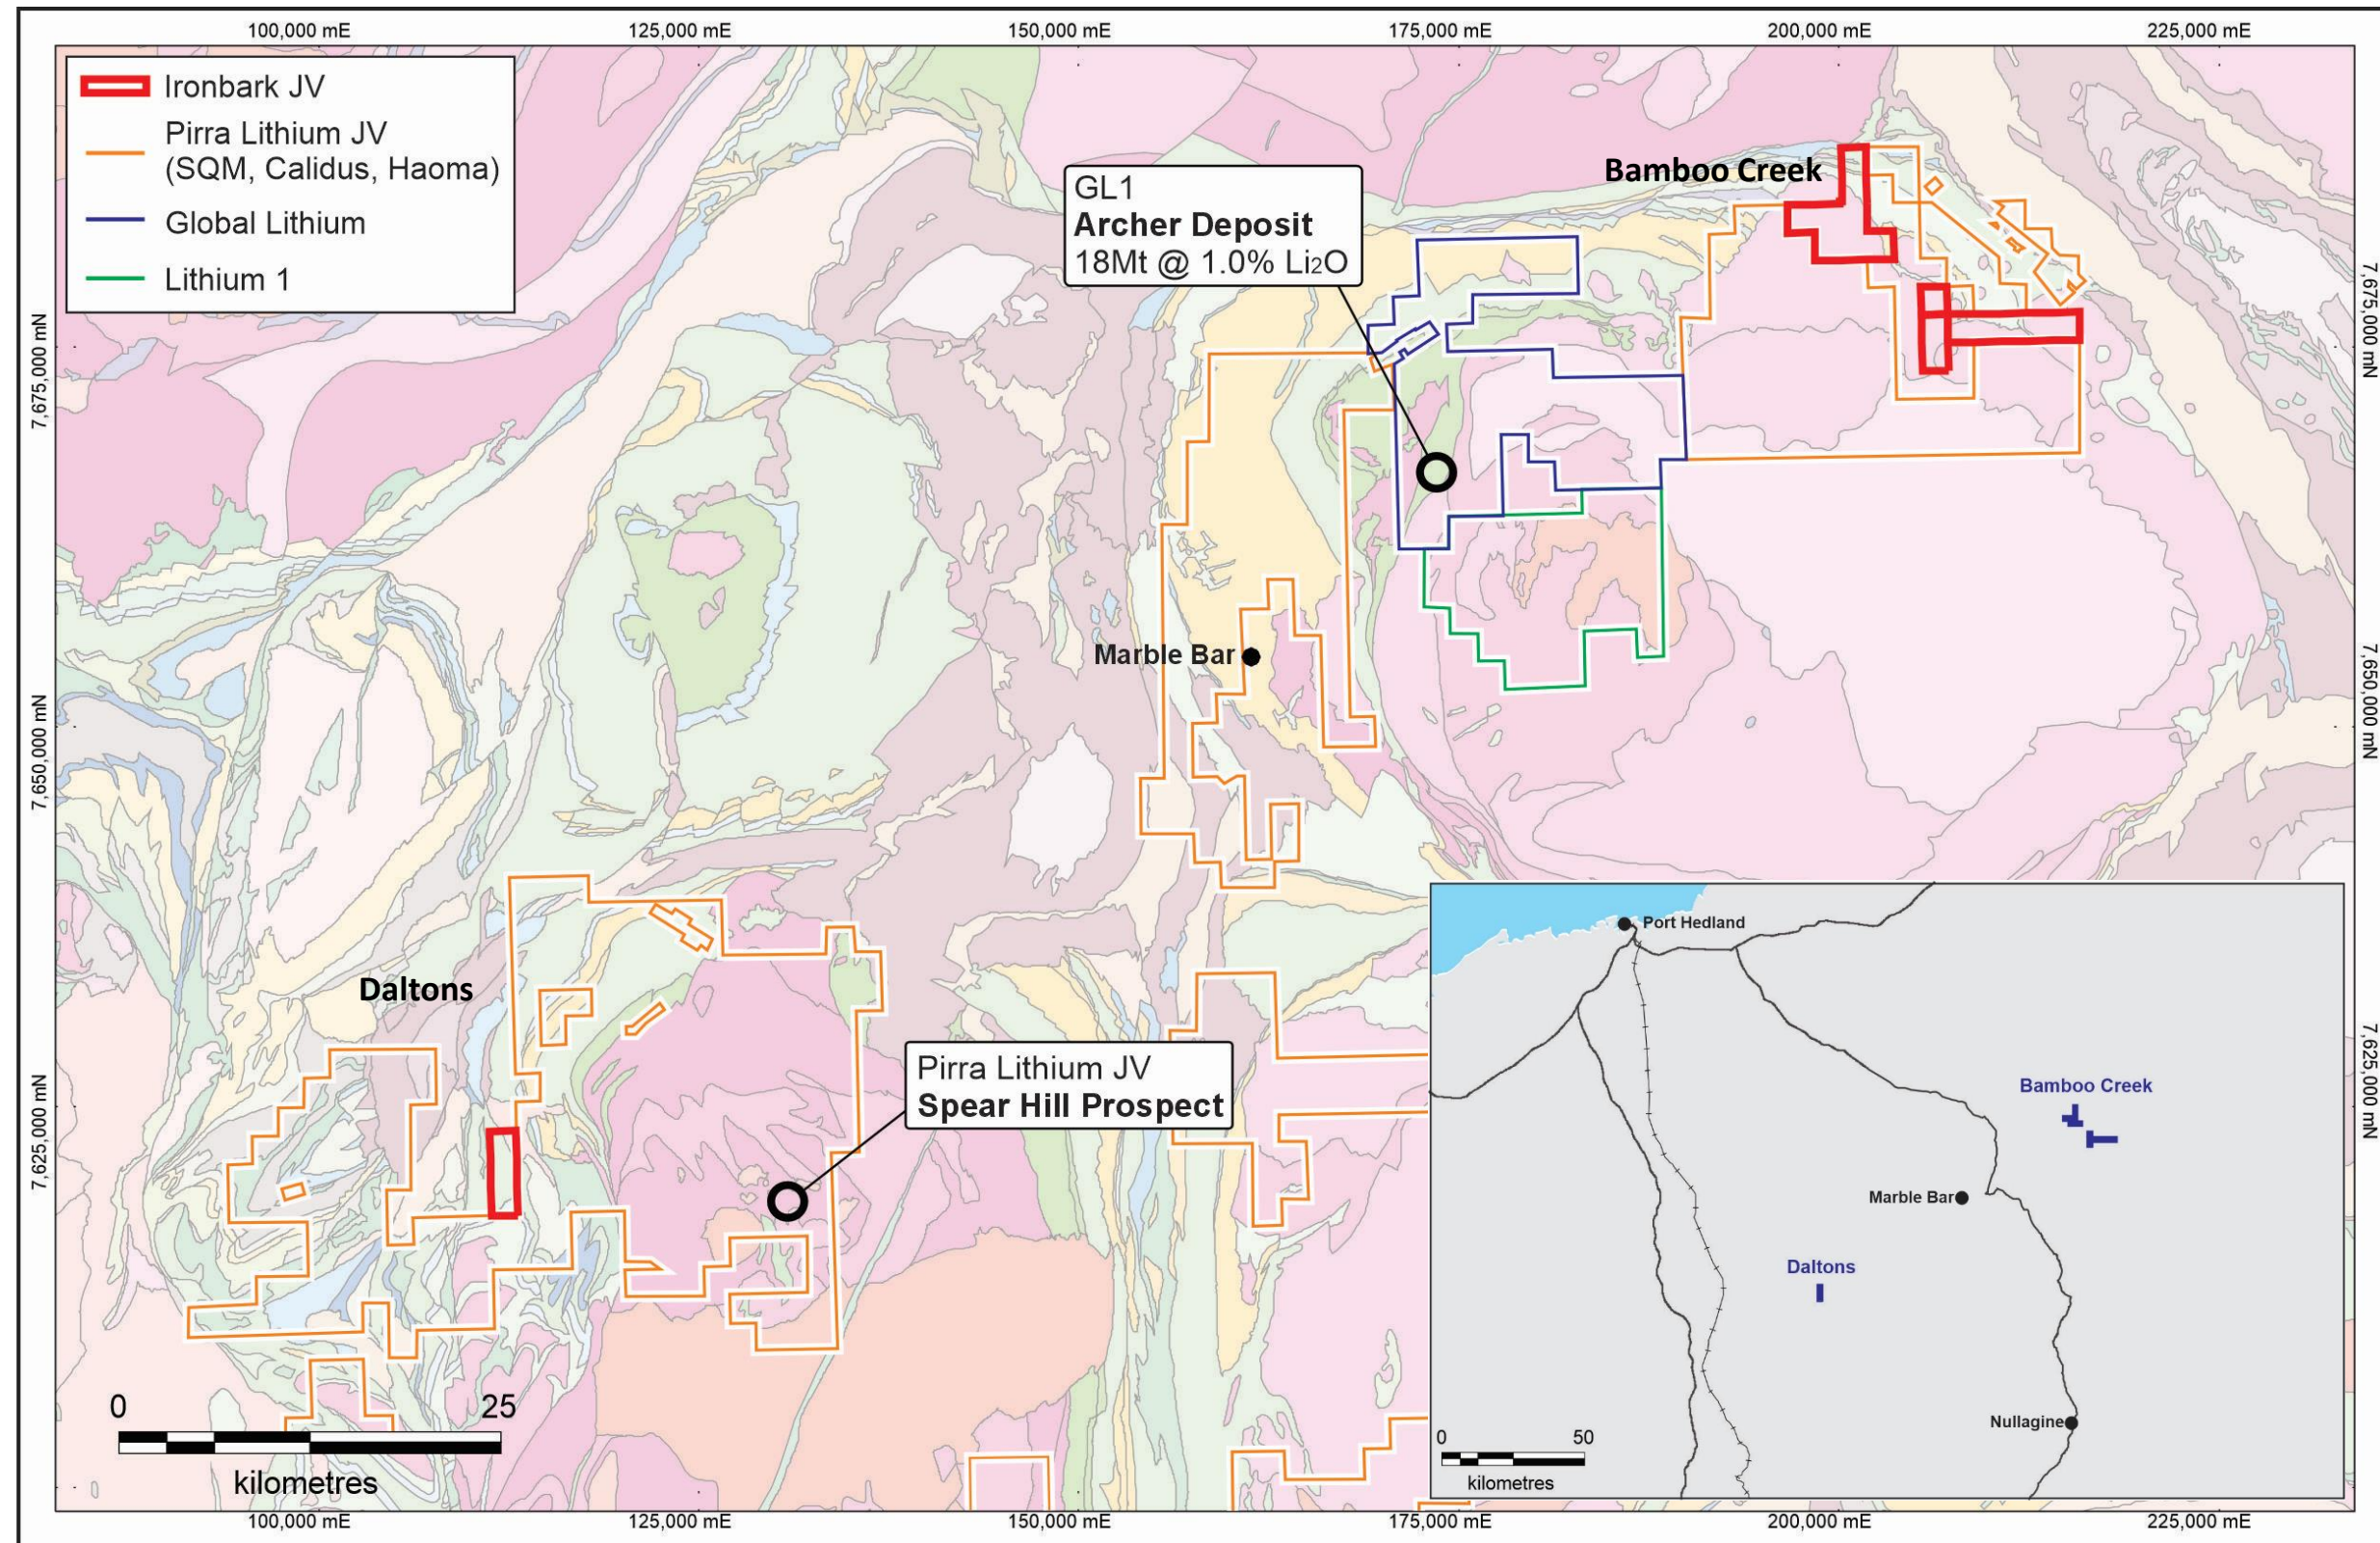 100,000 mE
125,000 mE
150,000 mE
175,000 mE
200,000 mE
225,000 mE
Ironbark JV
Pirra Lithium JV
(SQM, Calidus, Haoma)
Global Lithium
Lithium 1
GL1
Archer Deposit
18Mt @ 1.0% Li₂O
Bamboo Creek
7,675,000 mN
7,675,000 mN
Marble Bar
7,650,000 mN
7,650,000 mN
Daltons
Pirra Lithium JV
Spear Hill Prospect
7,625,000 mN
7,625,000 mN
Port Hedland
Bamboo Creek
Marble Bar
Daltons
Nullagine
0 50
kilometres
0 25
kilometres
100,000 mE
125,000 mE
150,000 mE
175,000 mE
200,000 mE
225,000 mE